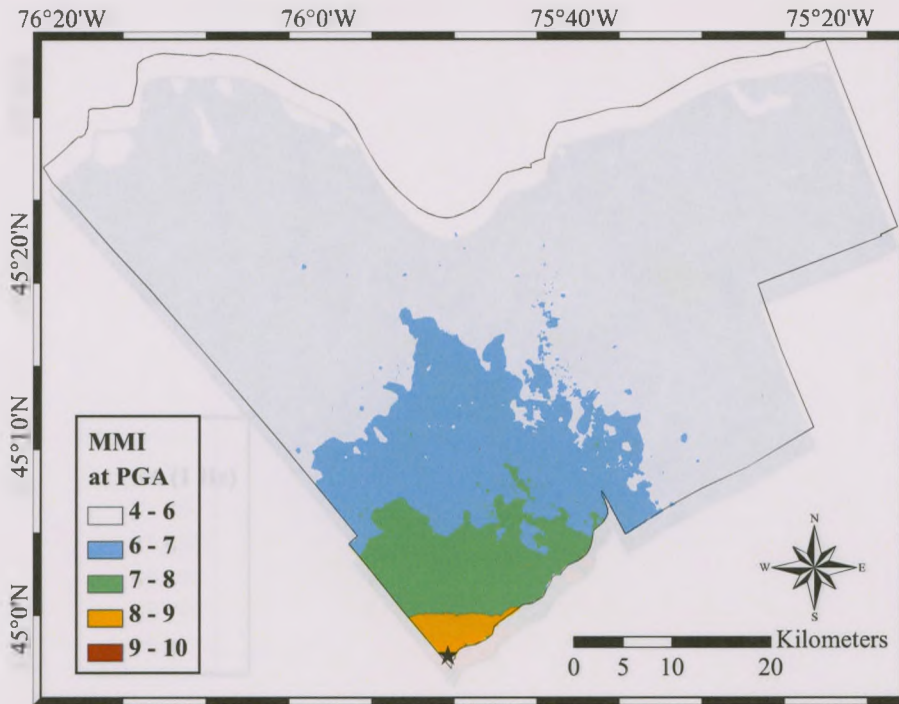 76°20'W 76°0'W 75°40'W 75°20'W
45°20'N
45°10'N
45°0'N
MMI
at PGA
4 - 6
6 - 7
7 - 8
8 - 9
9 - 10
N
W E
S
Kilometers
0 5 10 20